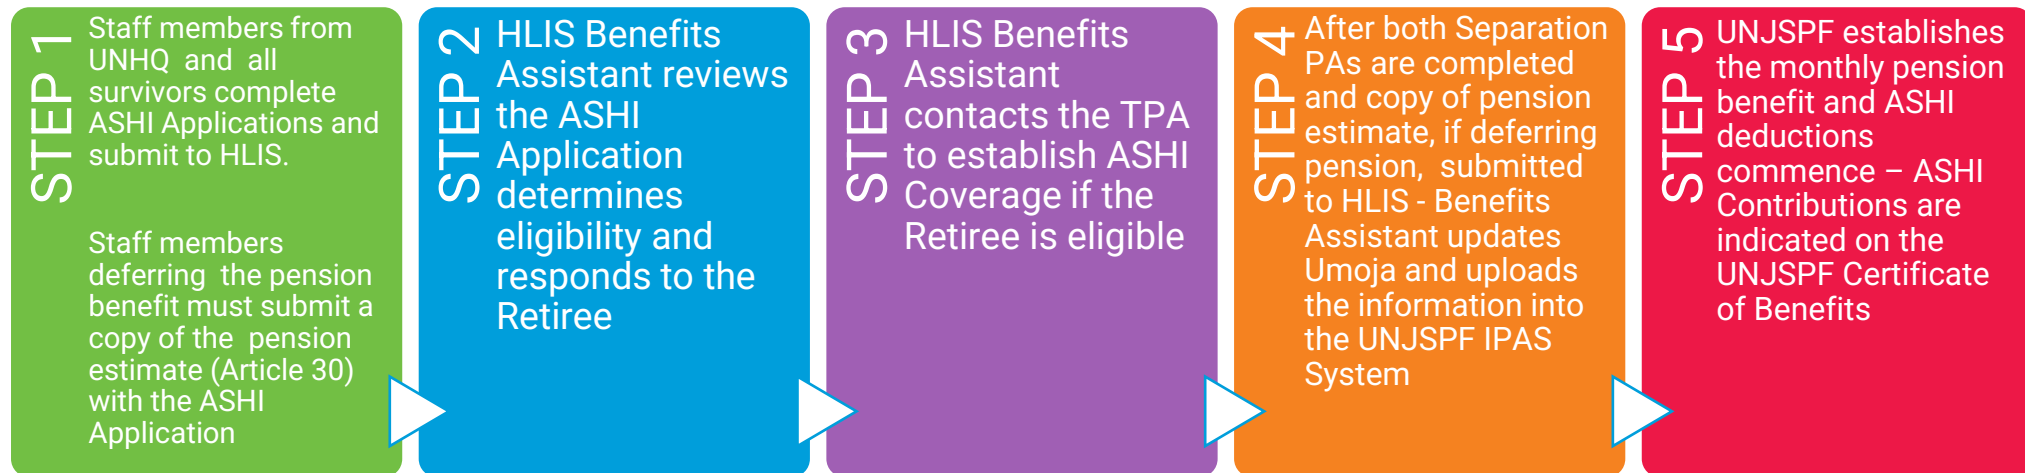 STEP 1
Staff members from
UNHQ and all
survivors complete
ASHI Applications and
submit to HLIS.
Staff members
deferring the pension
benefit must submit a
copy of the pension
estimate (Article 30)
with the ASHI
Application
STEP 2
HLIS Benefits
Assistant reviews
the ASHI
Application
determines
eligibility and
responds to the
Retiree
STEP 3
HLIS Benefits
Assistant
contacts the TPA
to establish ASHI
Coverage if the
Retiree is eligible
STEP 4
After both Separation
PAs are completed
and copy of pension
estimate, if deferring
pension, submitted
to HLIS - Benefits
Assistant updates
Umoja and uploads
the information into
the UNJSPF IPAS
System
STEP 5
UNJSPF establishes
the monthly pension
benefit and ASHI
deductions
commence – ASHI
Contributions are
indicated on the
UNJSPF Certificate
of Benefits